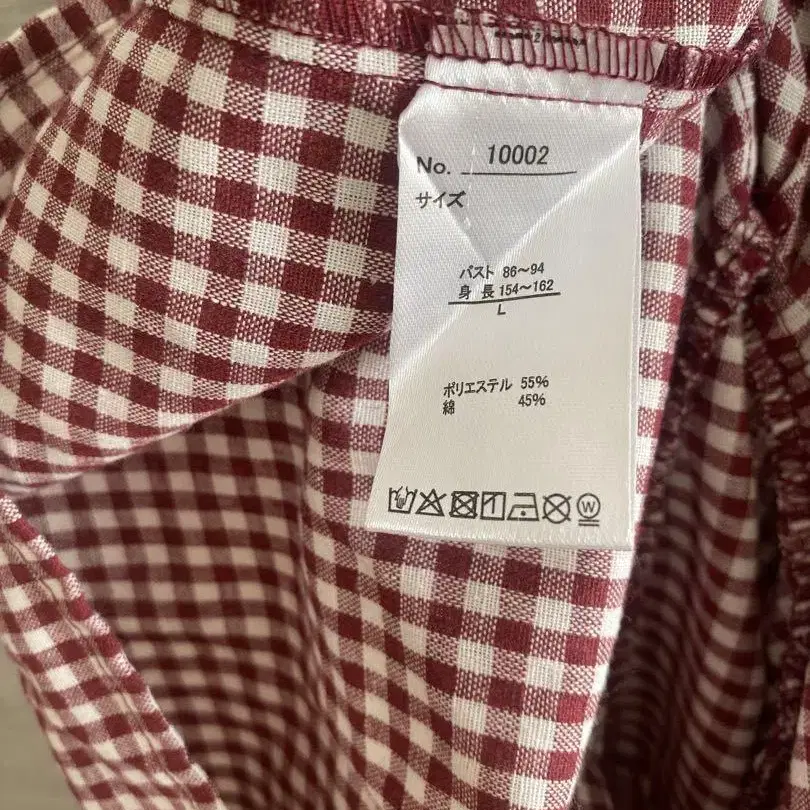 No. 10002
サイズ
バスト 86〜94
身 長 154〜162
L
ポリエステル 55%
綿 45%
W